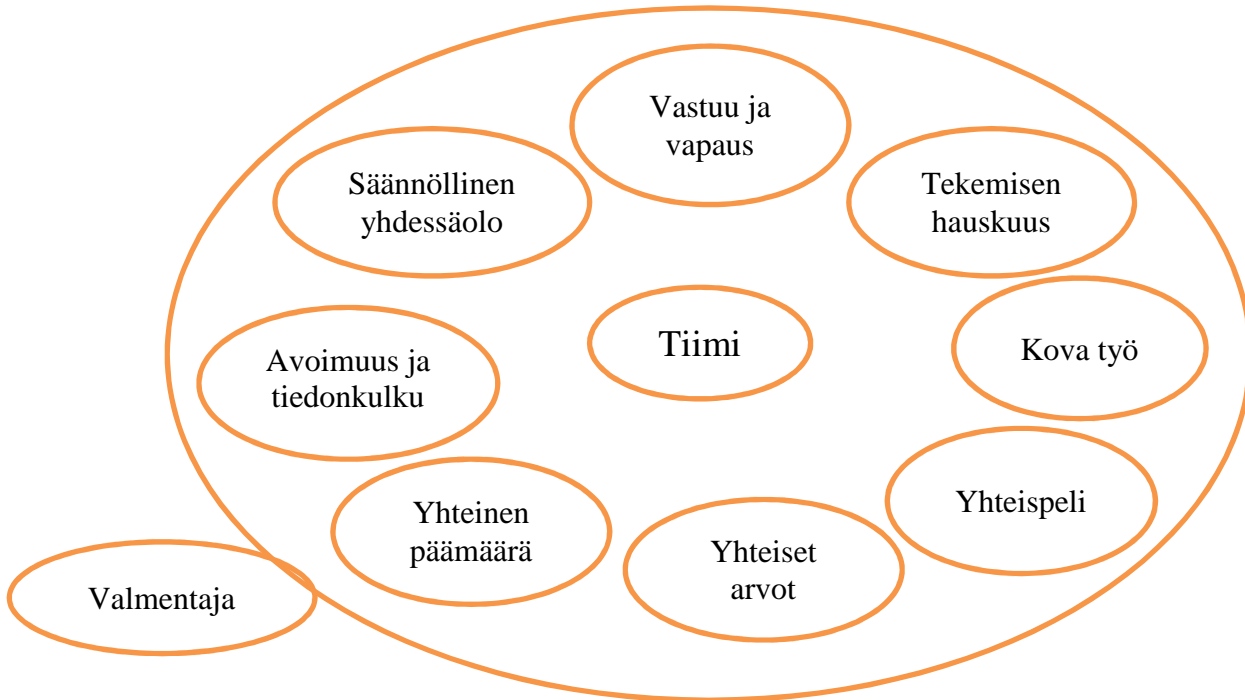 Vastuu ja
vapaus
Säännöllinen
yhdessäolo
Tekemisen
hauskuus
Tiimi
Kova työ
Avoimuus ja
tiedonkulku
Yhteispeli
Yhteinen
päämäärä
Yhteiset
arvot
Valmentaja